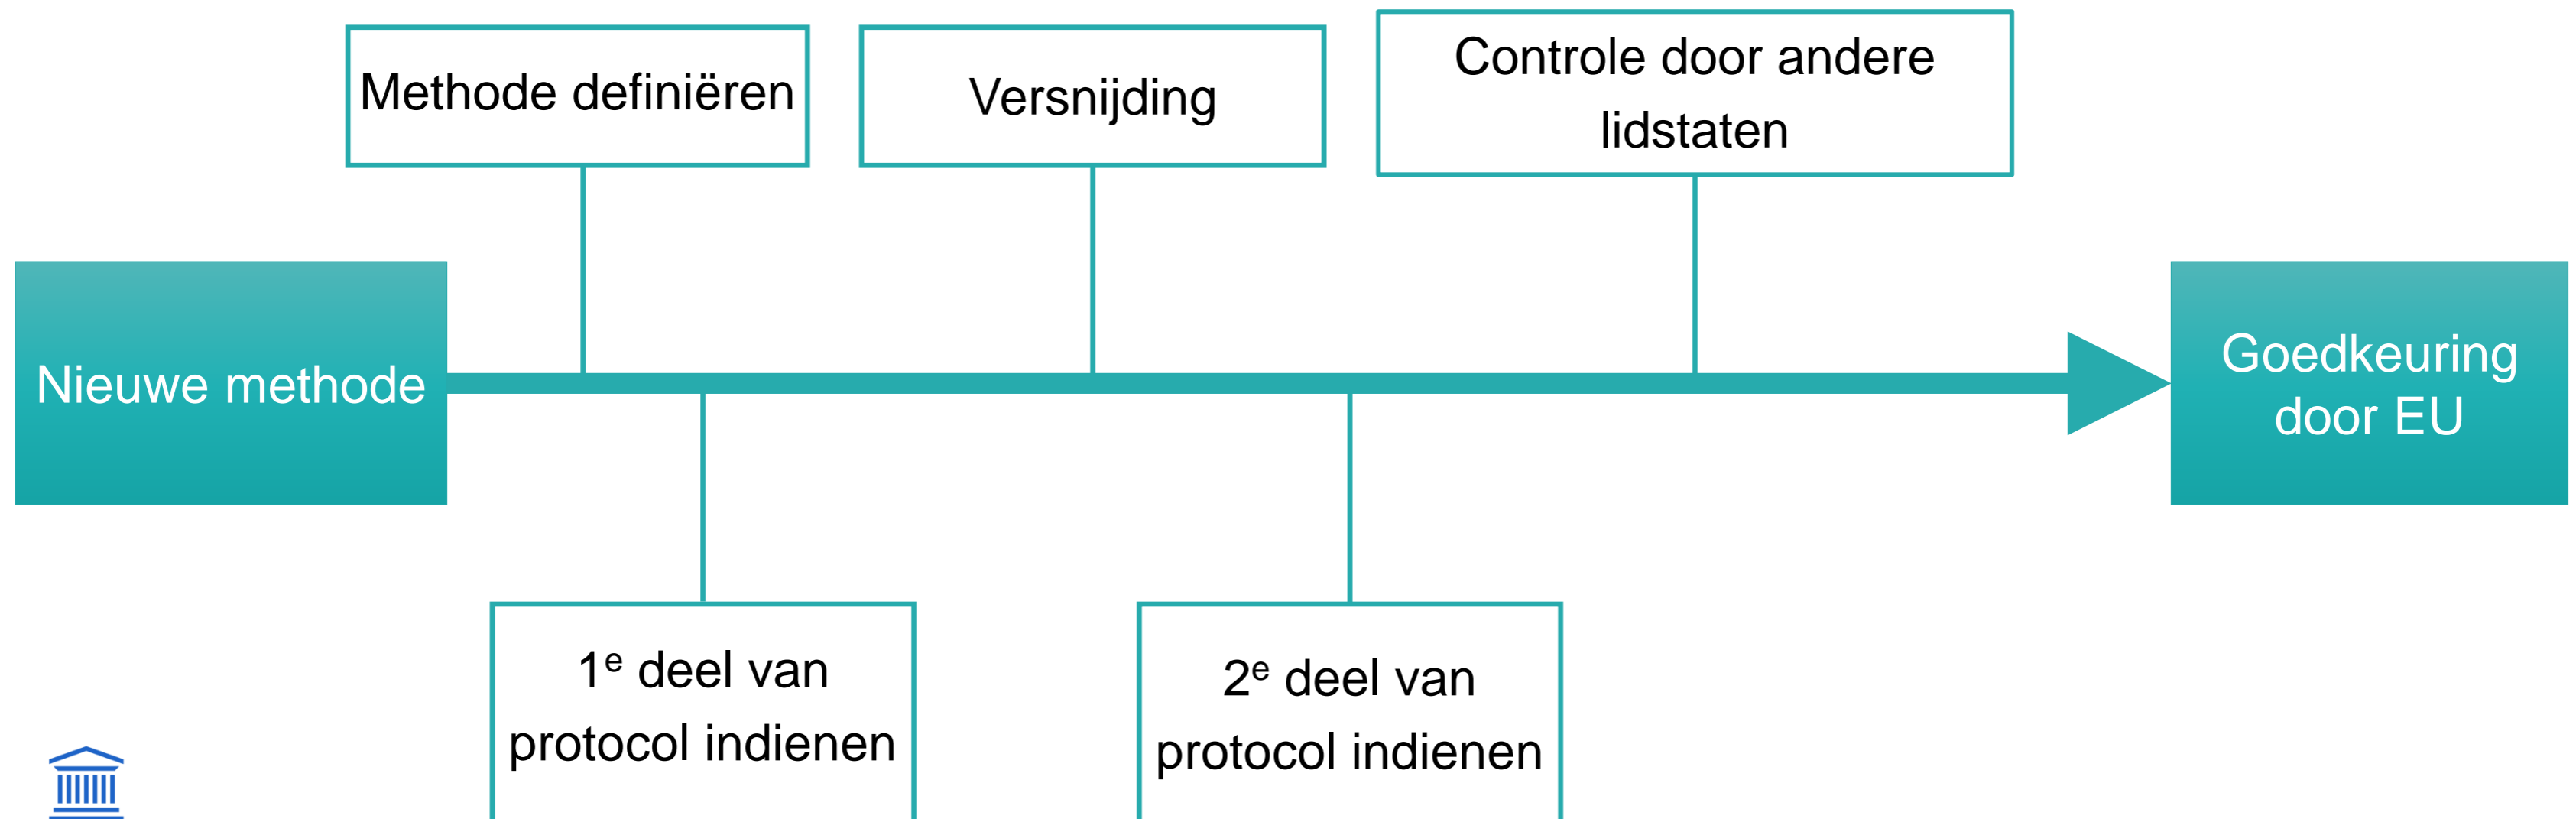 Methode definiëren
Versnijding
Controle door andere
lidstaten
Nieuwe methode
Goedkeuring
door EU
1e deel van
protocol indienen
2e deel van
protocol indienen